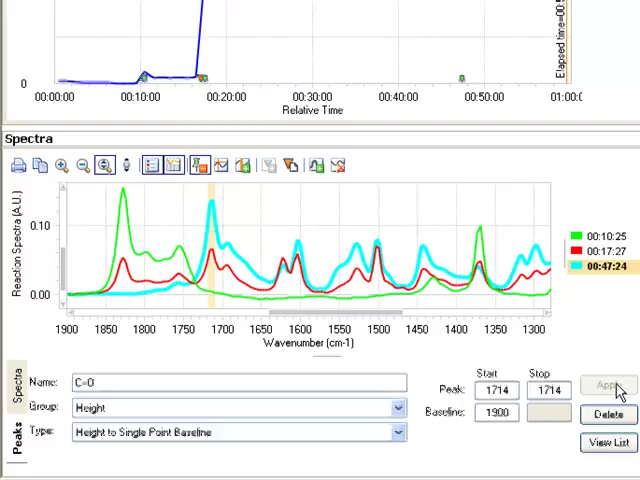 Elapsed time=00:5
0
00:00:00 00:10:00 00:20:00 00:30:00 00:40:00 00:50:00 01:00:0
Relative Time
Spectra
Reaction Spectra (A.U.)
0.10
0.00
00:10:25
00:17:27
00:47:24
1900 1850 1800 1750 1700 1650 1600 1550 1500 1450 1400 1350 1300
Wavenumber (cm-1)
Spectra
Peaks
Name: C=O
Group: Height
Type: Height to Single Point Baseline
Start Stop
Peak: 1714 1714
Baseline: 1900
Apply
Delete
View List